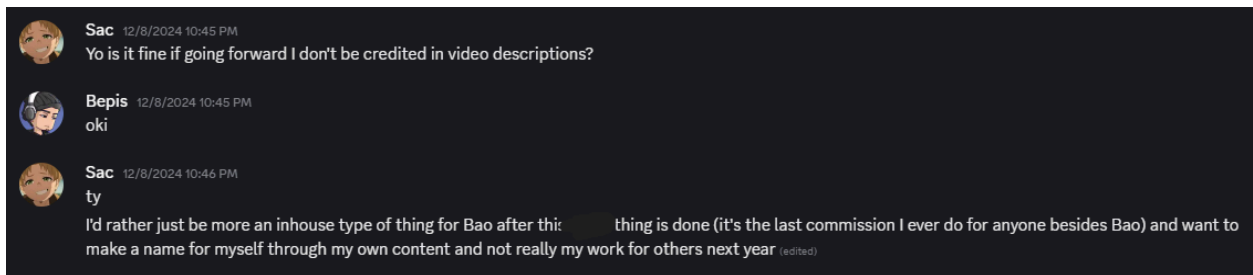 Sac 12/8/2024 10:45 PM
Yo is it fine if going forward I don't be credited in video descriptions?
Bepis 12/8/2024 10:45 PM
oki
Sac 12/8/2024 10:46 PM
ty
I'd rather just be more an inhouse type of thing for Bao after this thing is done (it's the last commission I ever do for anyone besides Bao) and want to
make a name for myself through my own content and not really my work for others next year (edited)